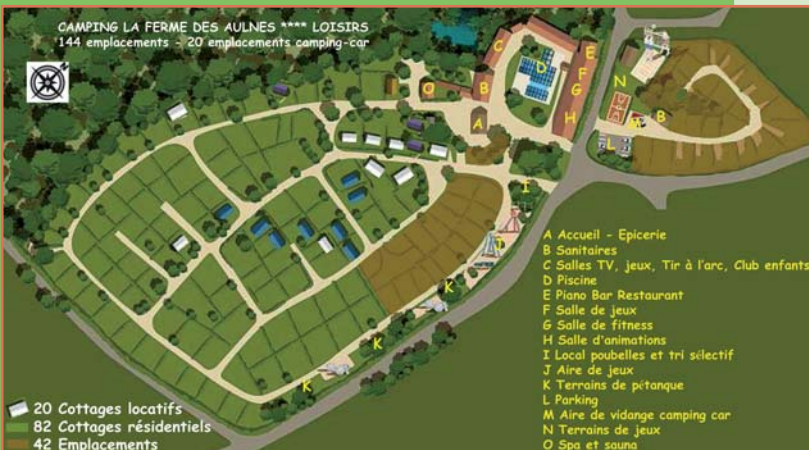 CAMPING LA FERME DES AULNES **** LOISIRS
144 emplacements - 20 emplacements camping-car
C
E
D
F
N
O
B
G
M
B
A
H
L
I
J
K
K
K
A Accueil - Epicerie
B Sanitaires
C Salles TV, jeux, Tir à l'arc, Club enfants
D Piscine
E Piano Bar Restaurant
F Salle de jeux
G Salle de fitness
H Salle d'animations
I Local poubelles et tri sélectif
J Aire de jeux
K Terrains de pétanque
L Parking
M Aire de vidange camping car
N Terrains de jeux
O Spa et sauna
20 Cottages locatifs
82 Cottages résidentiels
42 Emplacements